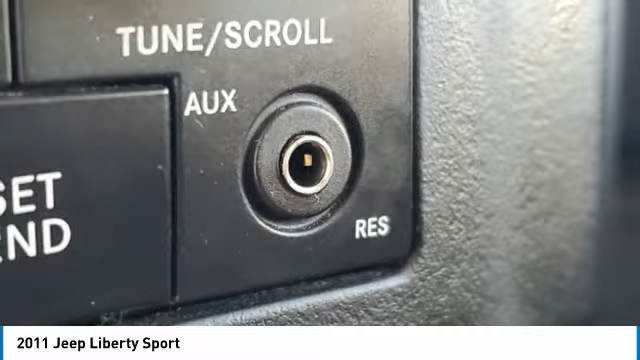 TUNE/SCROLL
AUX
SET
END
RES
2011 Jeep Liberty Sport